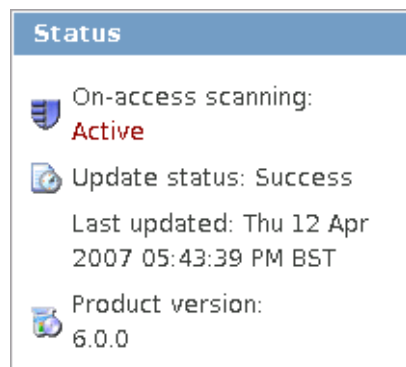 Status
On-access scanning:
Active
Update status: Success
Last updated: Thu 12 Apr
2007 05:43:39 PM BST
Product version:
6.0.0